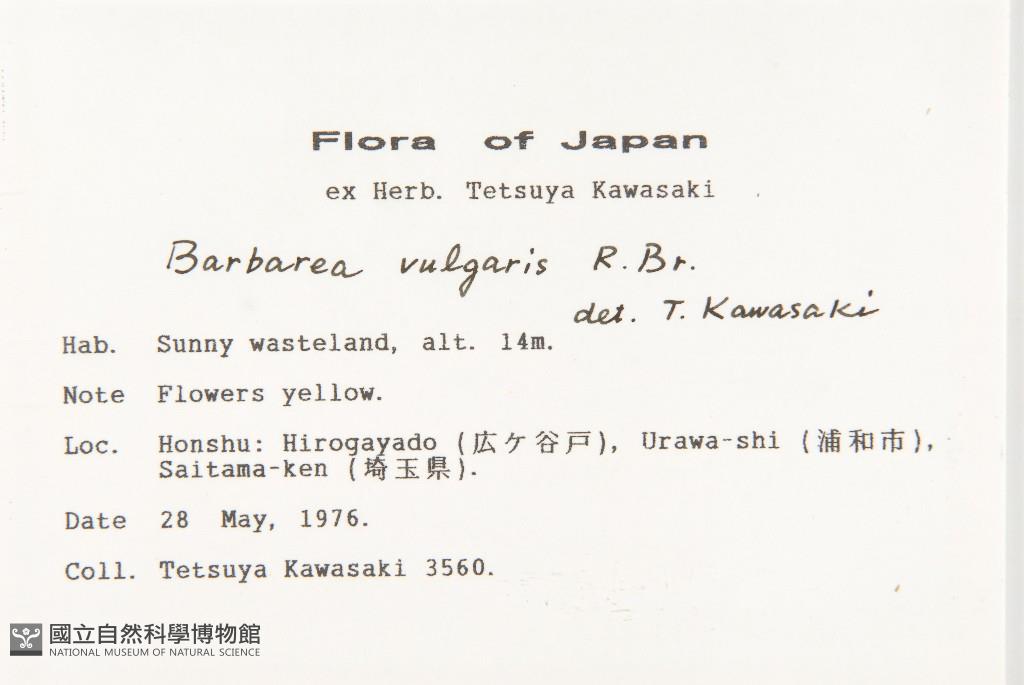 Flora of Japan
ex Herb. Tetsuya Kawasaki
Barbarea vulgaris R. Br.
det. T. Kawasaki
Hab. Sunny wasteland, alt. 14m.
Note Flowers yellow.
Loc. Honshu: Hirogayado (広ケ谷戸), Urawa-shi (浦和市),
Saitama-ken (埼玉県).
Date 28 May, 1976.
Coll. Tetsuya Kawasaki 3560.
國立自然科學博物館
NATIONAL MUSEUM OF NATURAL SCIENCE